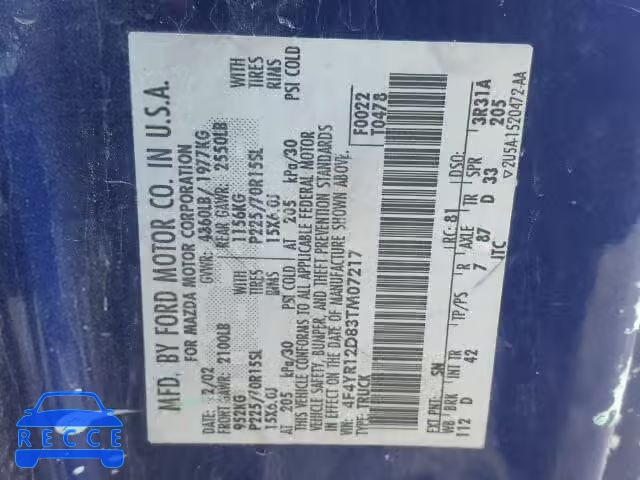 MFD. BY FORD MOTOR CO. IN U.S.A.
FOR MAZDA MOTOR CORPORATION
GVWR: 4360LB/ 1977KG
FRONT GAWR: 2100LB
REAR GAWR: 2550LB
952KG
1156KG
WITH
P225/70R15SL
P225/70R15SL
TIRES
15X6.0J
15X6.0J
RIMS
AT 205 kPa/30 PSI COLD
AT 205 kPa/30 PSI COLD
THIS VEHICLE CONFORMS TO ALL APPLICABLE FEDERAL MOTOR
VEHICLE SAFETY, BUMPER, AND THEFT PREVENTION STANDARDS
IN EFFECT ON THE DATE OF MANUFACTURE SHOWN ABOVE.
VIN: 4F4YR12D83TM07217
TYPE: TRUCK
F0022
T0478
EXT PNT: SN
LRC: 81
DSO:
3R31A
WB BRK INT TR TP/PS R AXLE TR SPR
205
112 D 42 7 87 D 33
JTC
▽2U5A-1520472-AA